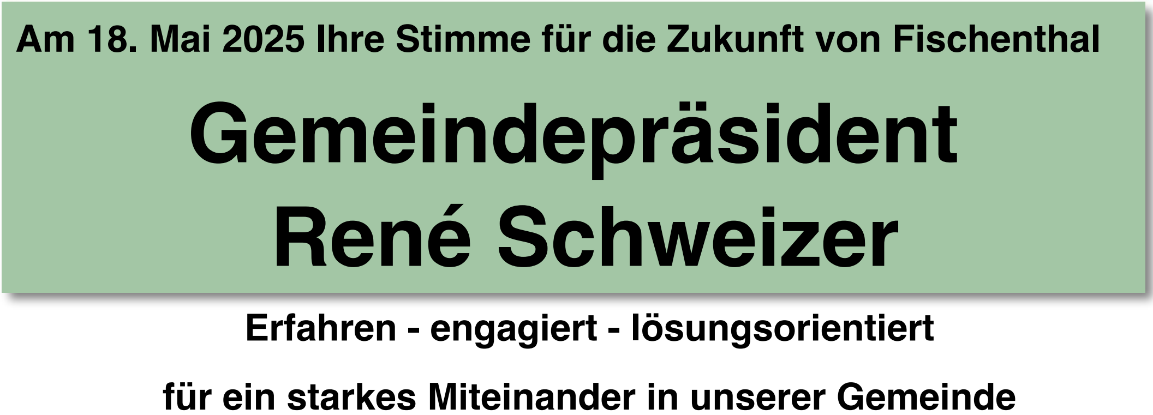 Am 18. Mai 2025 Ihre Stimme für die Zukunft von Fischenthal
Gemeindepräsident
René Schweizer
Erfahren - engagiert - lösungsorientiert
für ein starkes Miteinander in unserer Gemeinde